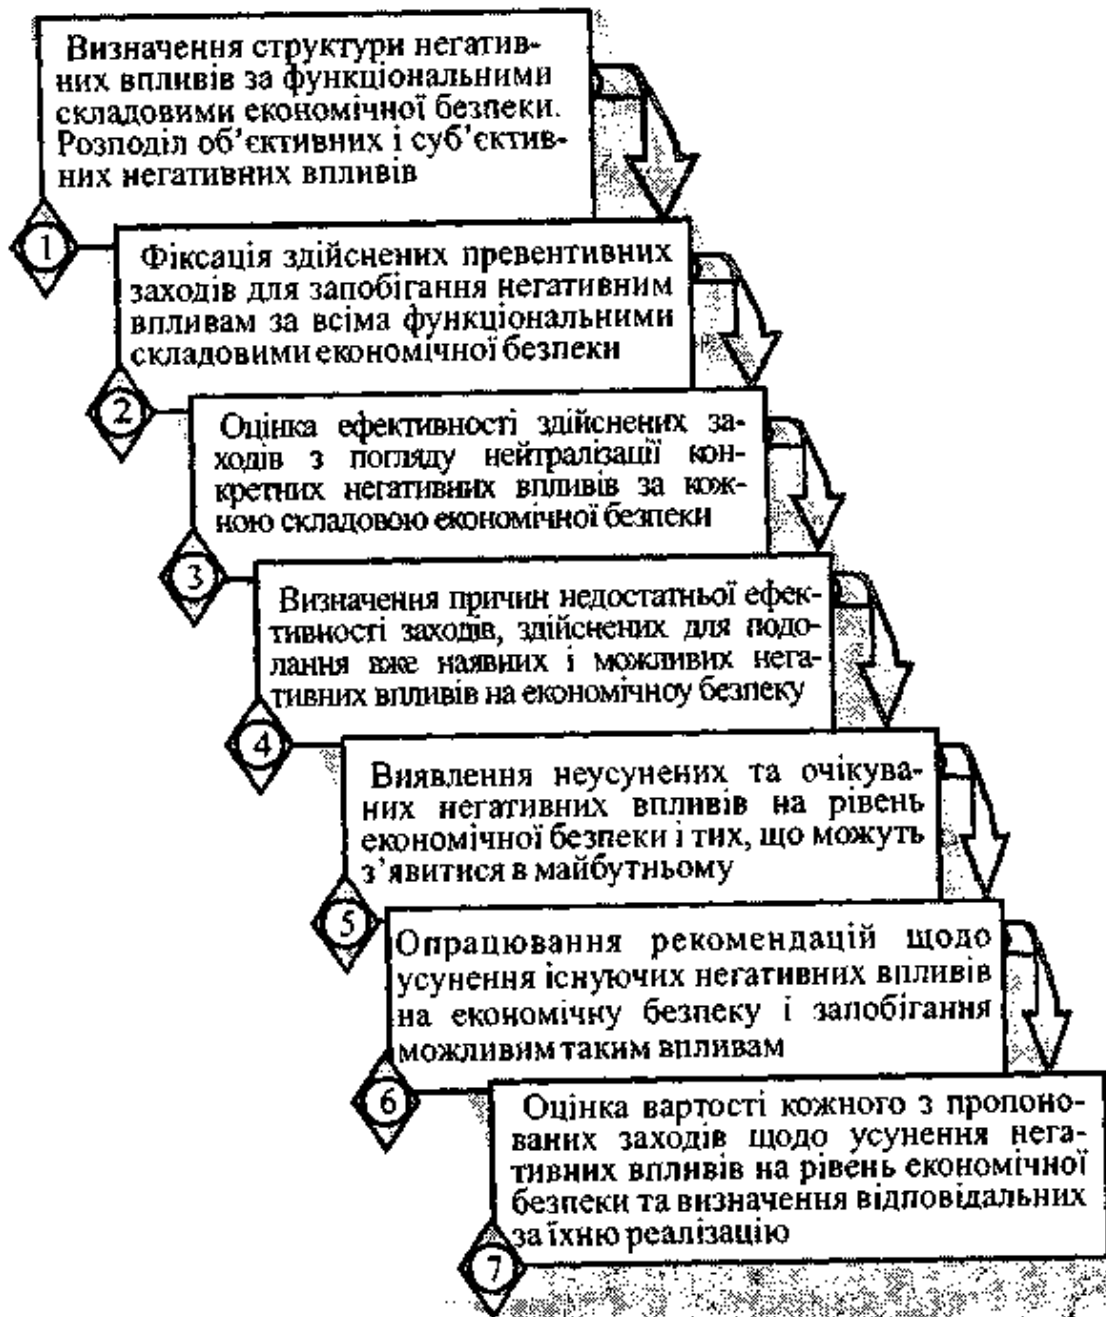 Визначення структури негатив-
них впливів за функціональними
складовими економічної безпеки.
Розподіл об’єктивних і суб’єктив-
них негативних впливів
1
Фіксація здійснених превентивних
заходів для запобігання негативним
впливам за всіма функціональними
складовими економічної безпеки
2
Оцінка ефективності здійснених за-
ходів з погляду нейтралізації кон-
кретних негативних впливів за кож-
ною складовою економічної безпеки
3
Визначення причин недостатньої ефек-
тивності заходів, здійснених для подо-
лання вже наявних і можливих нега-
тивних впливів на економічноу безпеку
4
Виявлення неусунених та очікува-
них негативних впливів на рівень
економічної безпеки і тих, що можуть
з’явитися в майбутньому
5
Опрацювання рекомендацій щодо
усунення існуючих негативних впливів
на економічну безпеку і запобігання
можливим таким впливам
6
Оцінка вартості кожного з пропоно-
ваних заходів щодо усунення нега-
тивних впливів на рівень економічної
безпеки та визначення відповідальних
за їхню реалізацію
7